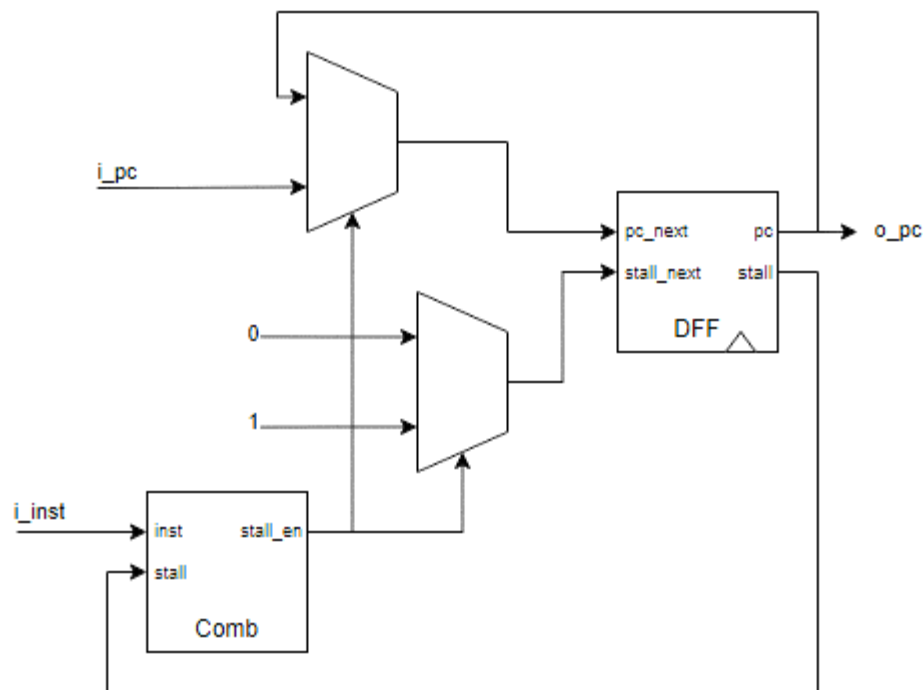 i_pc
pc_next
pc
o_pc
stall_next
stall
DFF
0
1
i_inst
inst
stall_en
stall
Comb